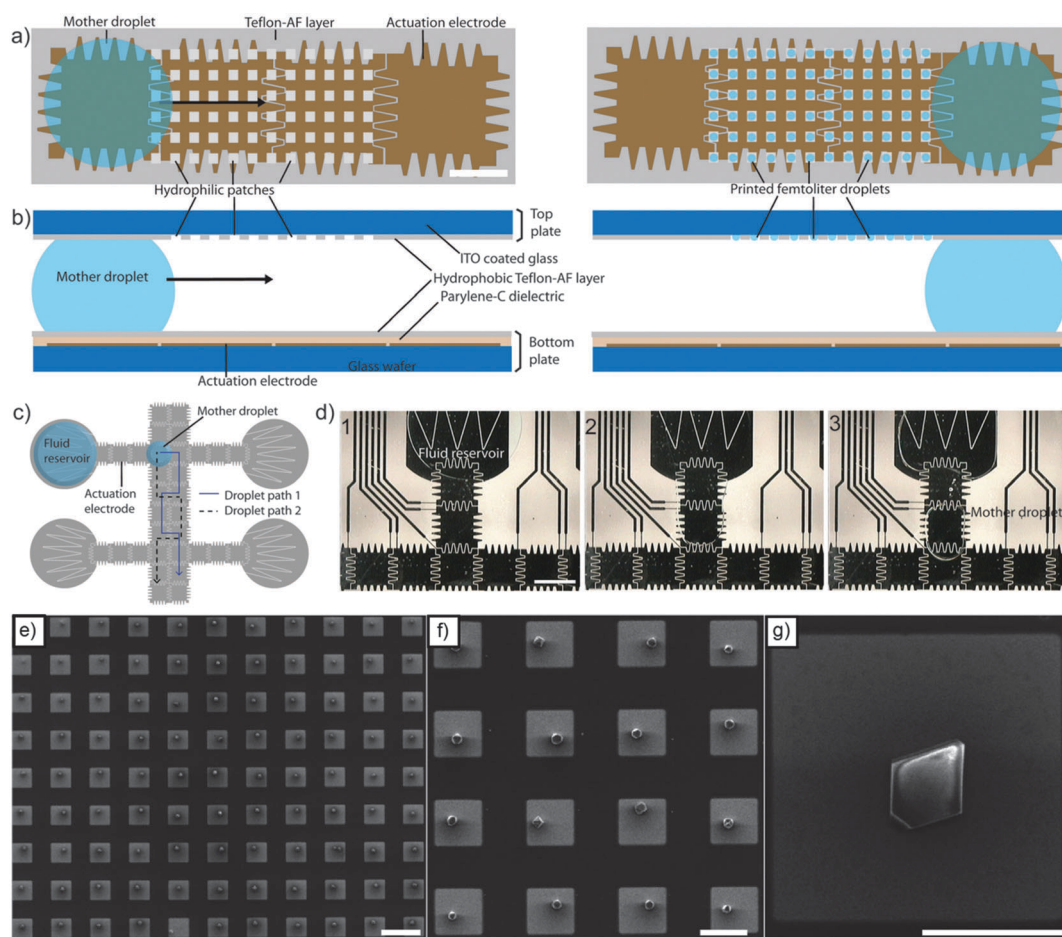 a)
Mother droplet
Teflon-AF layer
Actuation electrode
Hydrophilic patches
Printed femtoliter droplets
b)
Top
plate
ITO coated glass
Mother droplet
Hydrophobic Teflon-AF layer
Parylene-C dielectric
Bottom
plate
Glass wafer
Actuation electrode
c)
Mother droplet
Fluid
reservoir
Actuation
electrode
Droplet path 1
Droplet path 2
d)
1
Fluid reservoir
2
3
Mother droplet
e)
f)
g)